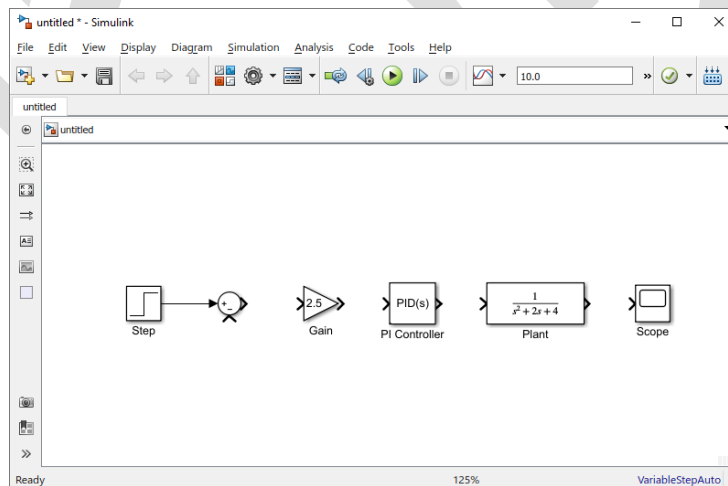 untitled * - Simulink
File Edit View Display Diagram Simulation Analysis Code Tools Help
10.0 »
untitled
untitled
+
-
2.5
PID(s)
1
s² + 2s + 4
Step
Gain
PI Controller
Plant
Scope
Ready 125% VariableStepAuto